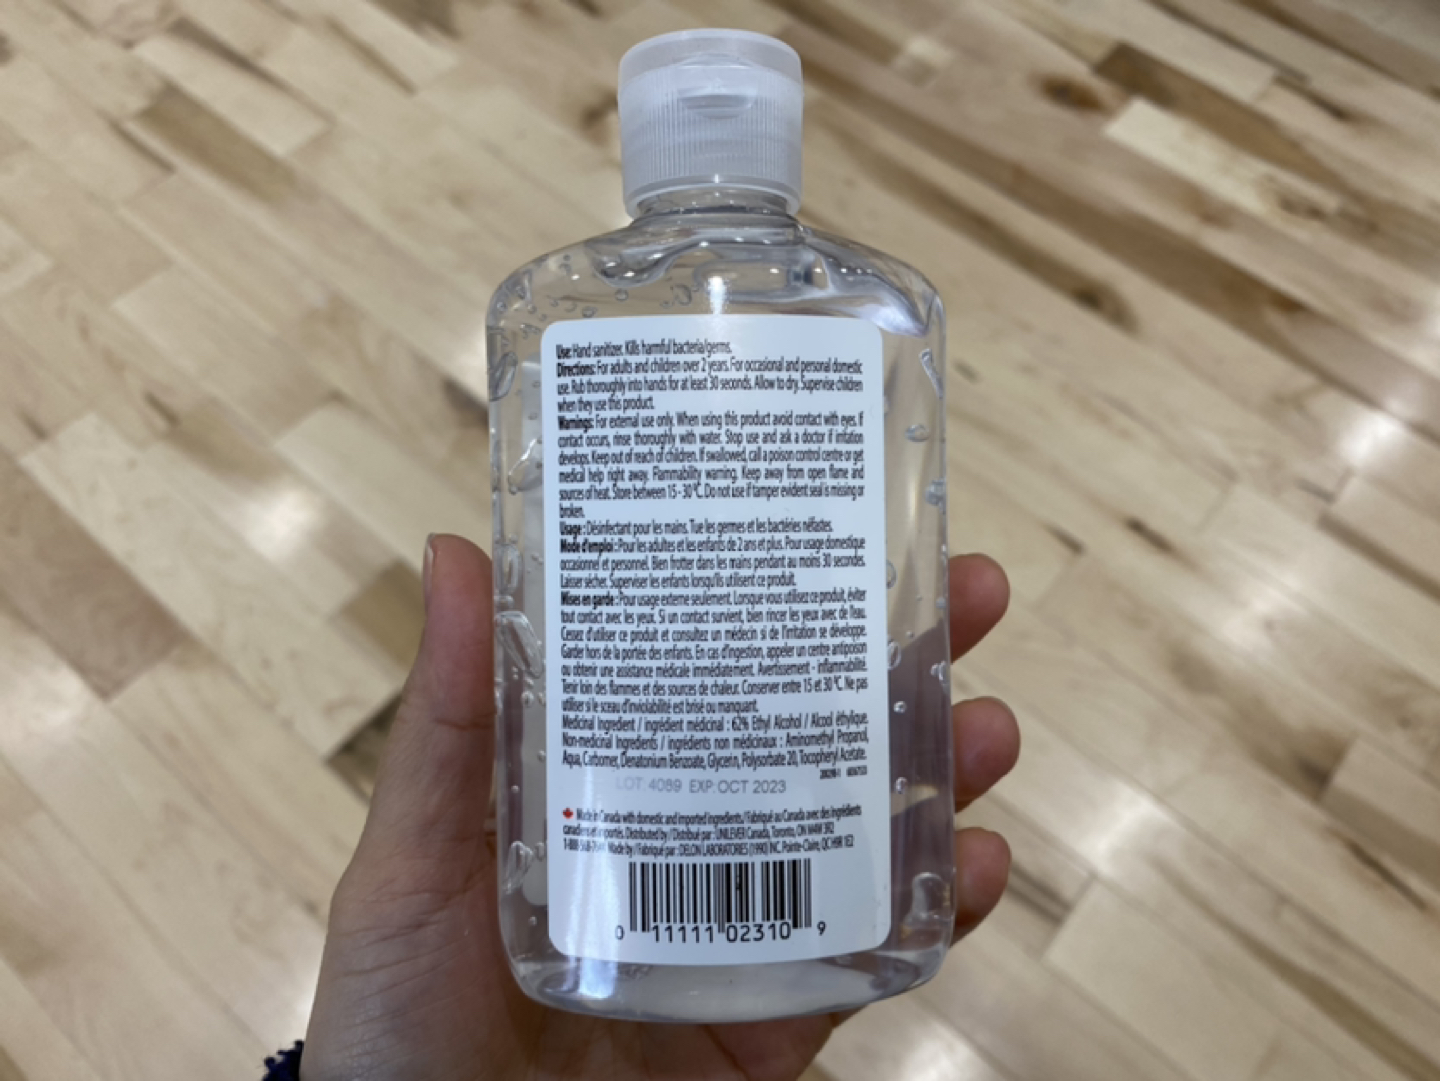 Use: Hand sanitizer. Kills harmful bacteria/germs.
Directions: For adults and children over 2 years. For occasional and personal domestic
use. Rub thoroughly into hands for at least 30 seconds. Allow to dry. Supervise children
when they use this product.
Warnings: For external use only. When using this product avoid contact with eyes. If
contact occurs, rinse thoroughly with water. Stop use and ask a doctor if irritation
develops. Keep out of reach of children. If swallowed, call a poison control centre or get
medical help right away. Flammability warning. Keep away from open flame and
sources of heat. Store between 15 - 30 °C. Do not use if tamper evident seal is missing or
broken.
Usage : Désinfectant pour les mains. Tue les germes et les bactéries néfastes.
Mode d'emploi : Pour les adultes et les enfants de 2 ans et plus. Pour usage domestique
occasionnel et personnel. Bien frotter dans les mains pendant au moins 30 secondes.
Laisser sécher. Superviser les enfants lorsqu'ils utilisent ce produit.
Mises en garde : Pour usage externe seulement. Lorsque vous utilisez ce produit, éviter
tout contact avec les yeux. Si un contact survient, bien rincer les yeux avec de l'eau.
Cessez d'utiliser ce produit et consultez un médecin si de l'irritation se développe.
Garder hors de la portée des enfants. En cas d'ingestion, appeler un centre antipoison
ou obtenir une assistance médicale immédiatement. Avertissement - inflammabilité.
Tenir loin des flammes et des sources de chaleur. Conserver entre 15 et 30 °C. Ne pas
utiliser si le sceau d'inviolabilité est brisé ou manquant.
Medicinal Ingredient / ingrédient médicinal : 62% Ethyl Alcohol / Alcool éthylique.
Non-medicinal Ingredients / ingrédients non médicinaux : Aminomethyl Propanol,
Aqua, Carbomer, Denatonium Benzoate, Glycerin, Polysorbate 20, Tocopheryl Acetate.
LOT: 4089 EXP: OCT 2023
Made in Canada with domestic and imported ingredients / Fabriqué au Canada avec des ingrédients
canadiens et importés. Distributed by / Distribué par : UNILEVER Canada, Toronto, ON M4W 3R2
Made by / Fabriqué par : DELON LABORATORIES (1990) INC. Pointe-Claire, QC H9R 1E2
0 11111 02310 9